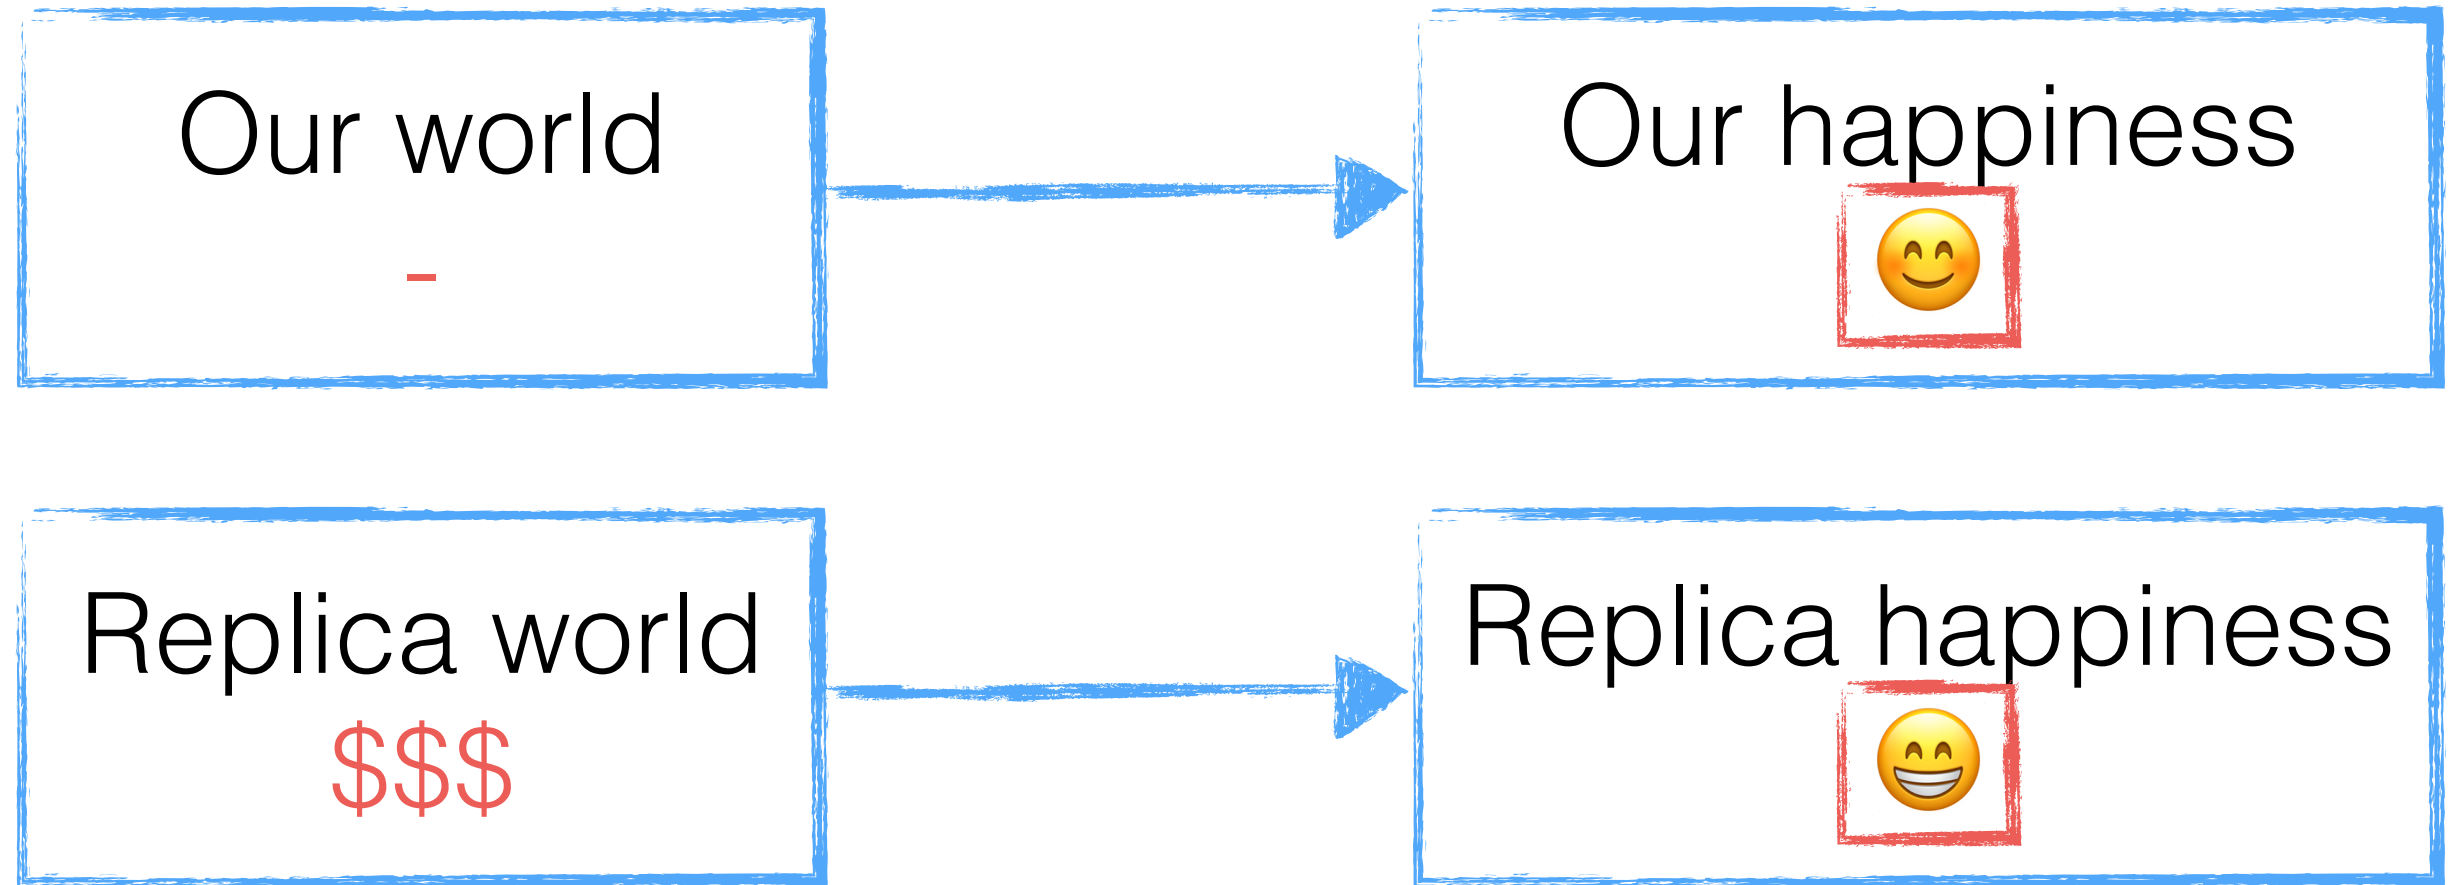 Our world
-
Our happiness
Replica world
$$$
Replica happiness